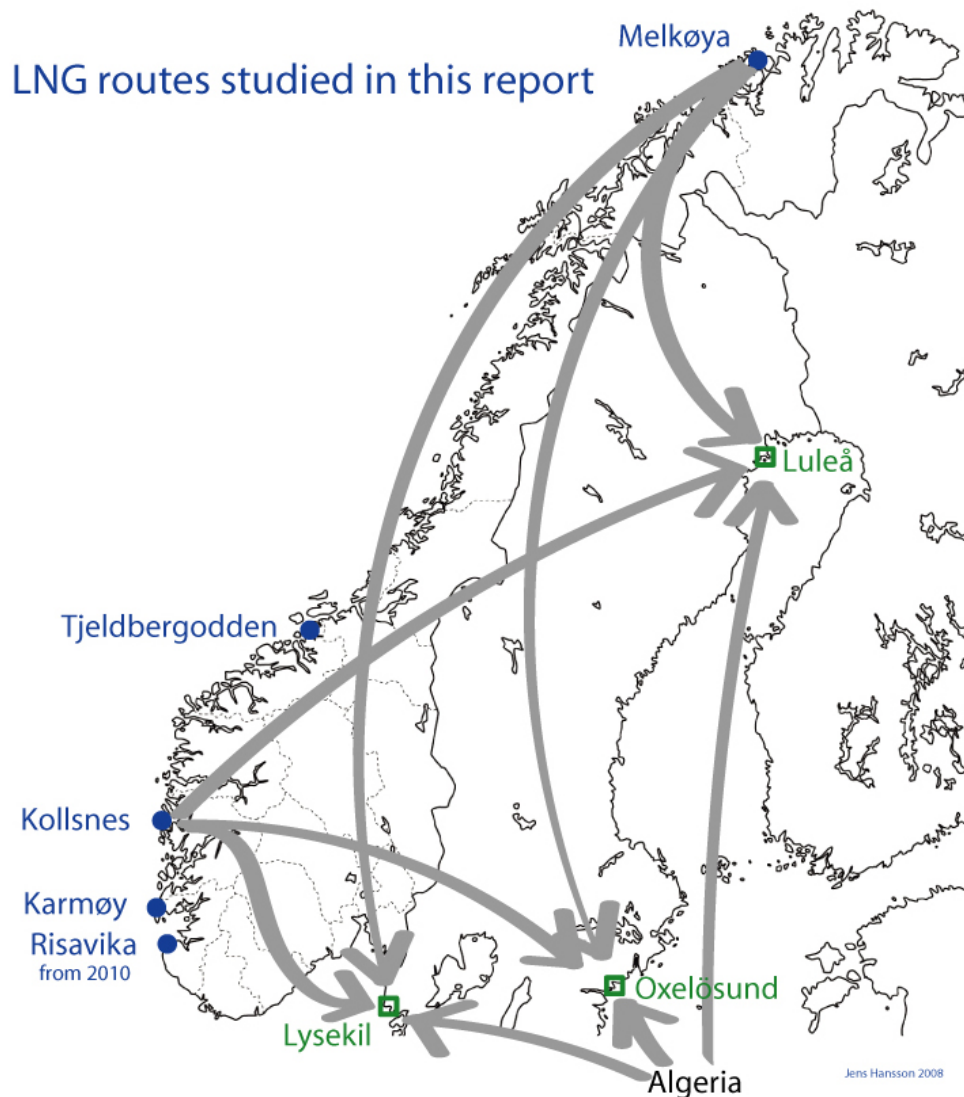 Melkøya
LNG routes studied in this report
Luleå
Tjeldbergodden
Kollsnes
Karmøy
Risavika
from 2010
Oxelösund
Lysekil
Algeria
Jens Hansson 2008